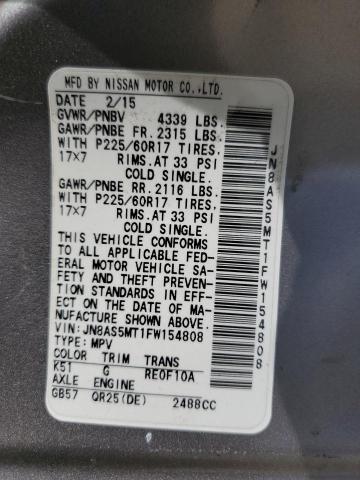 MFD BY NISSAN MOTOR CO.,LTD.
DATE 2/15
GVWR/PNBV 4339 LBS.
GAWR/PNBE FR. 2315 LBS.
WITH P225/60R17 TIRES.
17×7 RIMS.AT 33 PSI
COLD SINGLE.
GAWR/PNBE RR. 2116 LBS.
WITH P225/60R17 TIRES.
17×7 RIMS.AT 33 PSI
COLD SINGLE.
THIS VEHICLE CONFORMS
TO ALL APPLICABLE FED-
ERAL MOTOR VEHICLE SA-
FETY AND THEFT PREVEN-
TION STANDARDS IN EFF-
ECT ON THE DATE OF MA-
NUFACTURE SHOWN ABOVE.
VIN: JN8AS5MT1FW154808
TYPE: MPV
COLOR TRIM TRANS
K51 G RE0F10A
AXLE ENGINE
GB57 QR25(DE) 2488CC
JN8AS5MT1FW154808